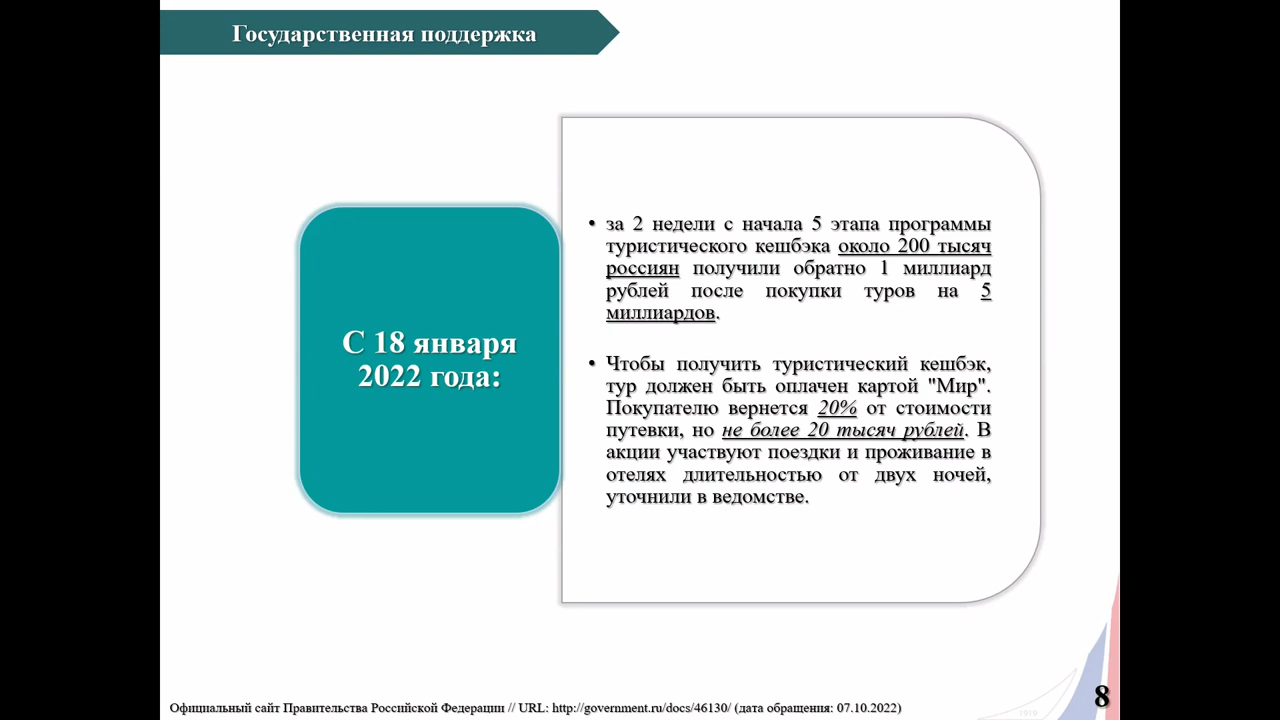 Государственная поддержка
С 18 января
2022 года:
• за 2 недели с начала 5 этапа программы
туристического кешбэка около 200 тысяч
россиян получили обратно 1 миллиард
рублей после покупки туров на 5
миллиардов.
• Чтобы получить туристический кешбэк,
тур должен быть оплачен картой "Мир".
Покупателю вернется 20% от стоимости
путевки, но не более 20 тысяч рублей. В
акции участвуют поездки и проживание в
отелях длительностью от двух ночей,
уточнили в ведомстве.
Официальный сайт Правительства Российской Федерации // URL: http://government.ru/docs/46130/ (дата обращения: 07.10.2022)
1819
8